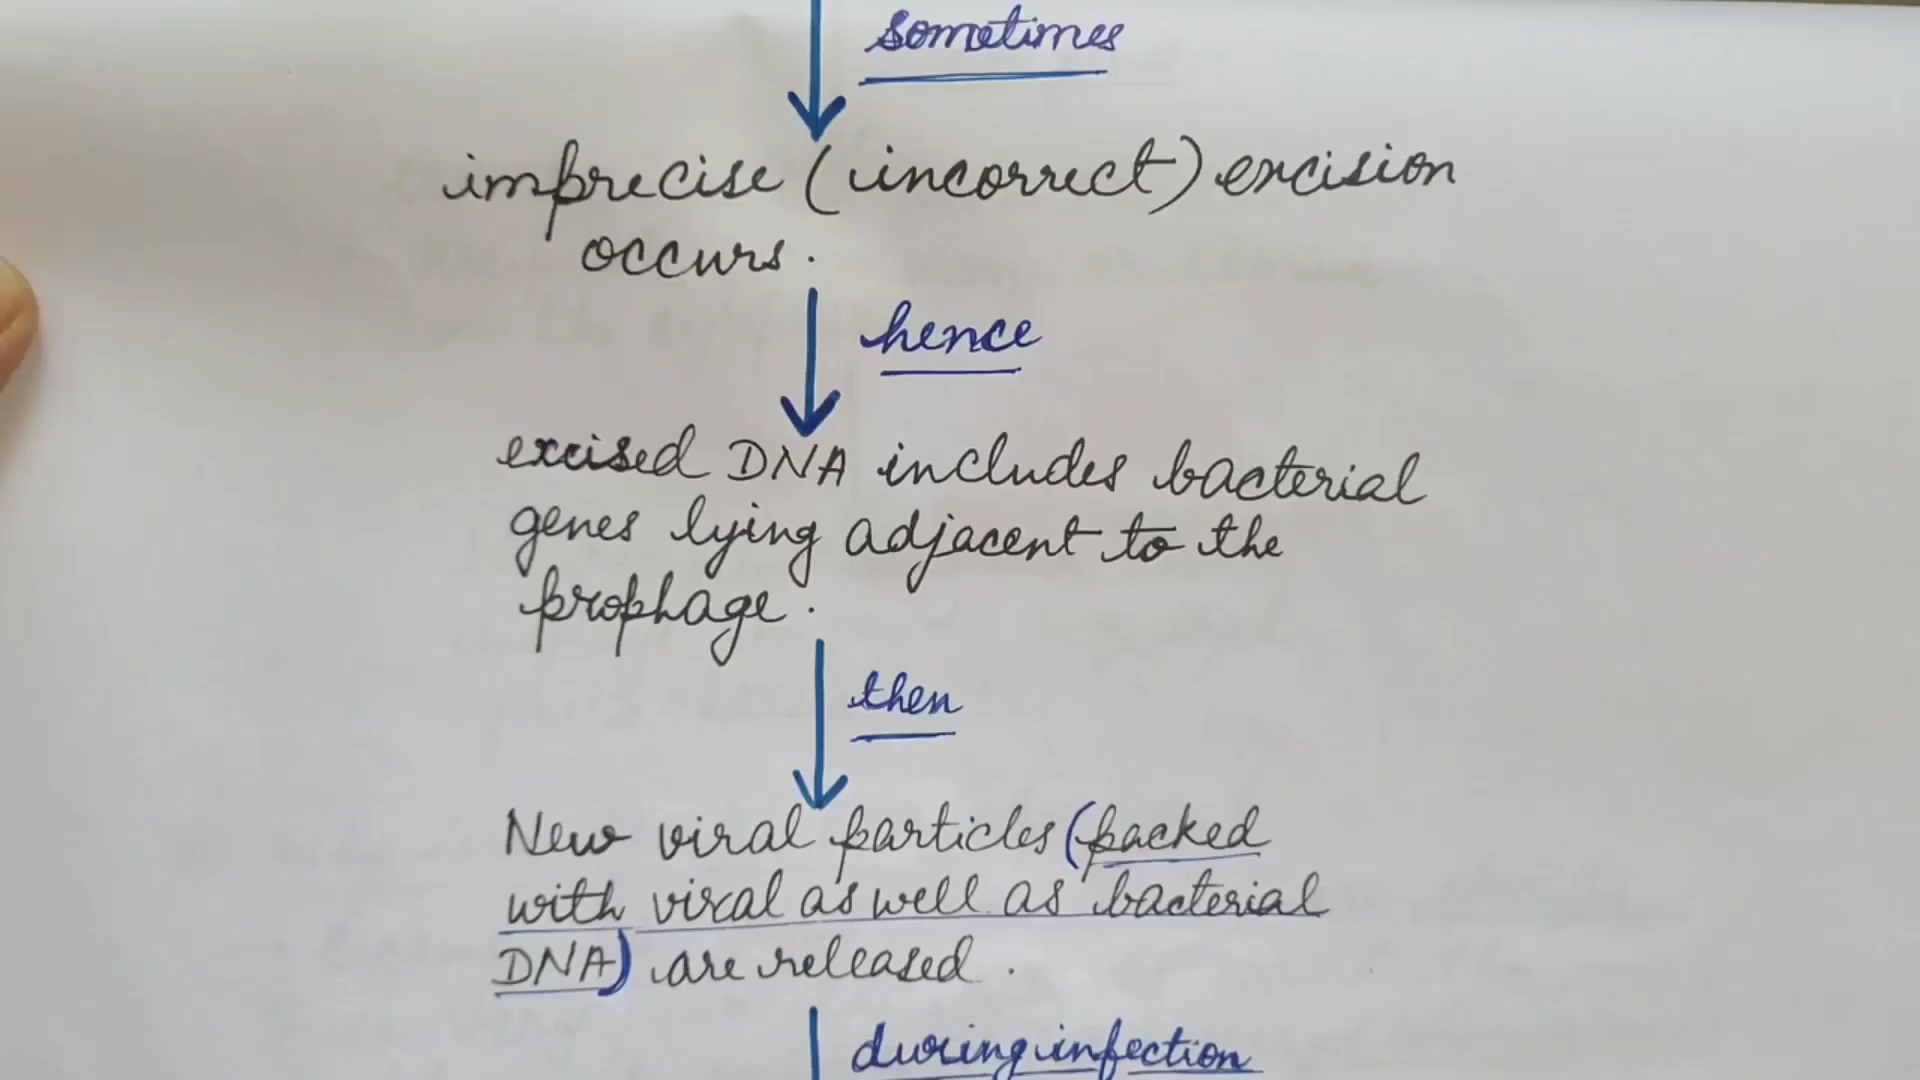 sometimes
imprecise (incorrect) excision
occurs.
hence
excised DNA includes bacterial
genes lying adjacent to the
prophage.
then
New viral particles (packed
with viral as well as bacterial
DNA) are released.
during infection